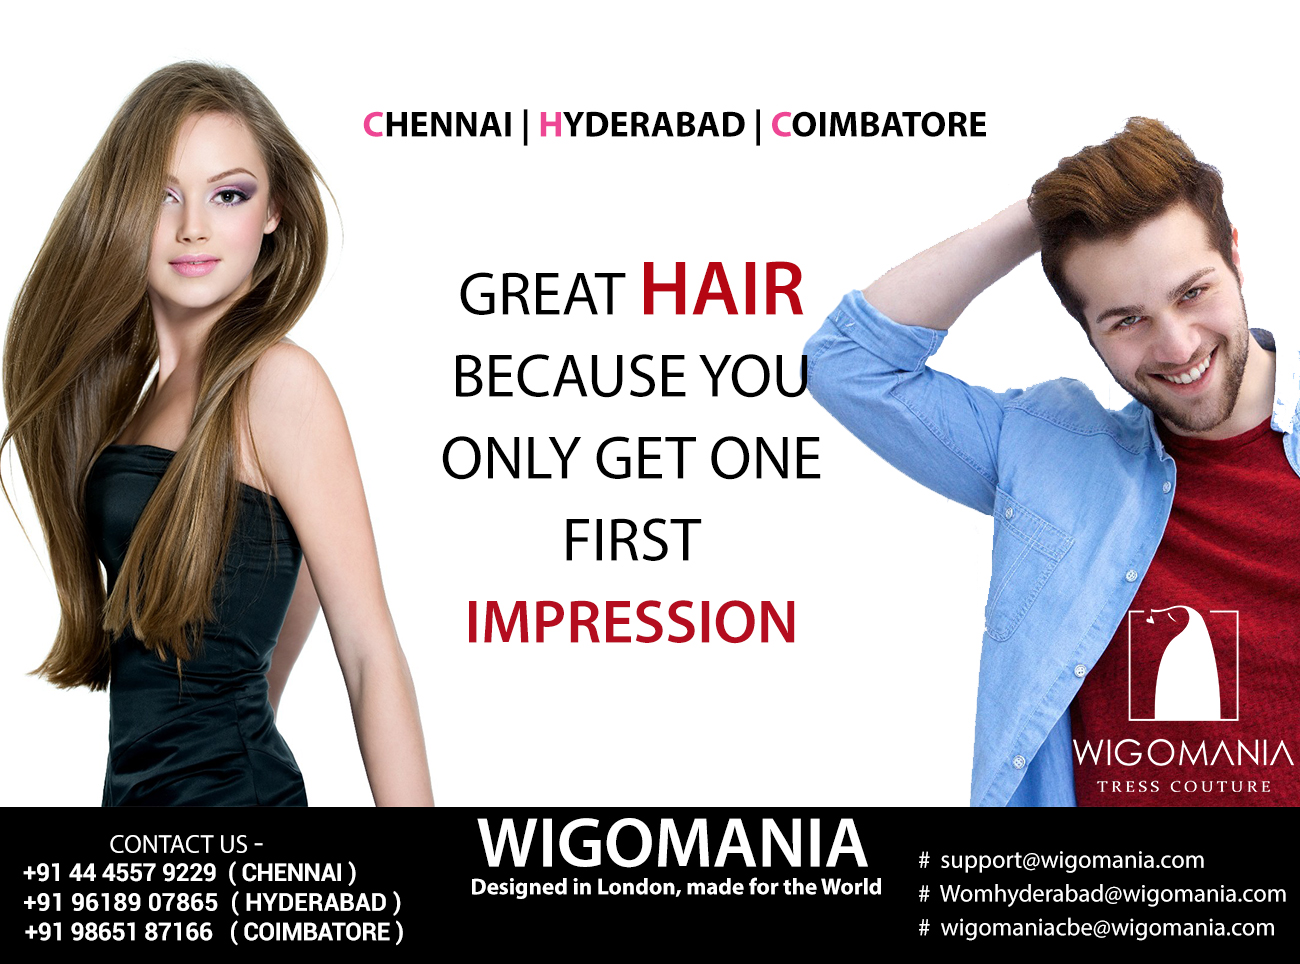 CHENNAI | HYDERABAD | COIMBATORE
GREAT HAIR
BECAUSE YOU
ONLY GET ONE
FIRST
IMPRESSION
WIGOMANIA
TRESS COUTURE
CONTACT US -
+91 44 4557 9229 ( CHENNAI )
+91 96189 07865 ( HYDERABAD )
+91 98651 87166 ( COIMBATORE )
WIGOMANIA
Designed in London, made for the World
# support@wigomania.com
# Womhyderabad@wigomania.com
# wigomaniacbe@wigomania.com